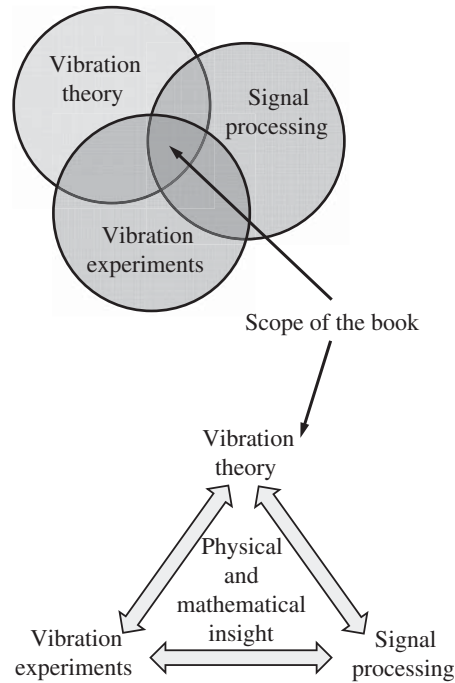 Vibration
theory
Signal
processing
Vibration
experiments
Scope of the book
Vibration
theory
Physical
and
mathematical
insight
Vibration
experiments
Signal
processing